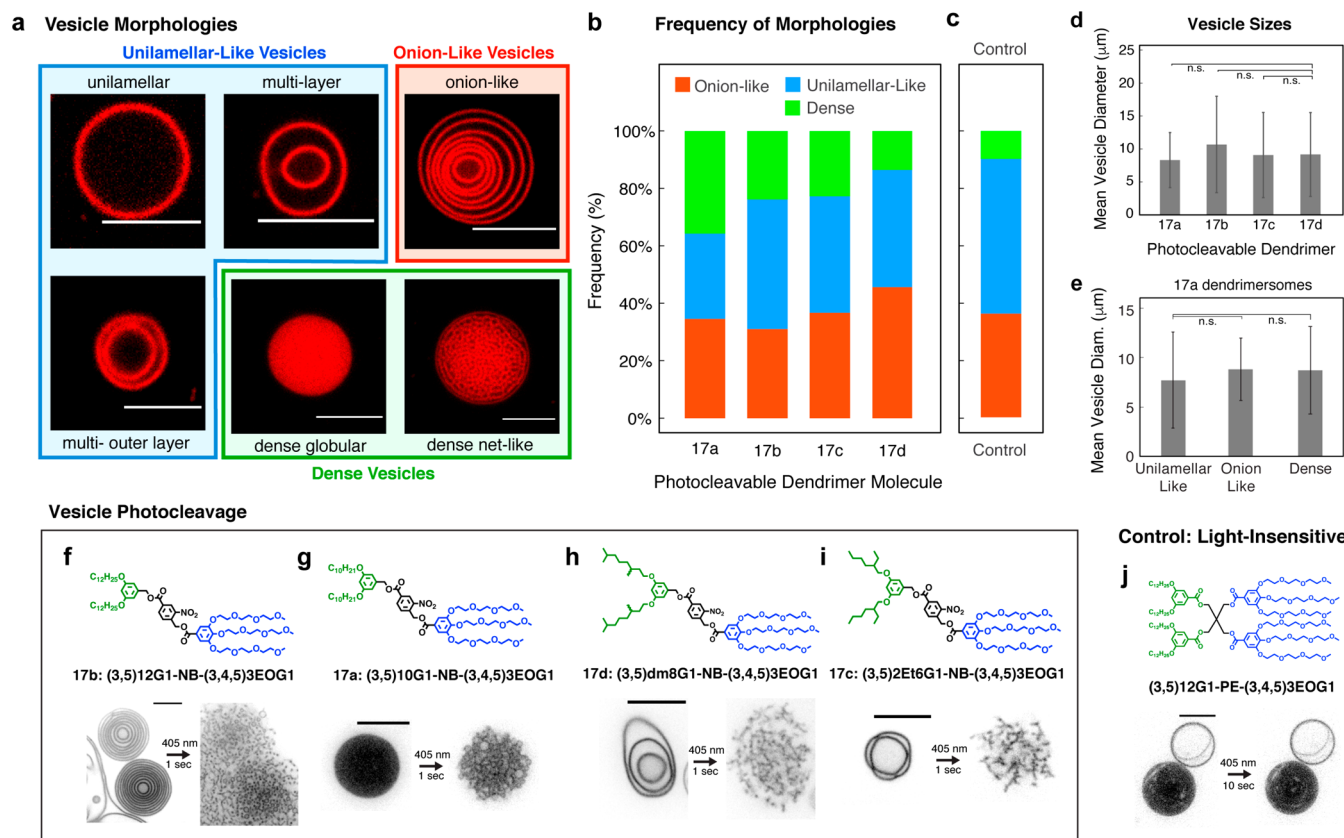 a Vesicle Morphologies
Unilamellar-Like Vesicles
Onion-Like Vesicles
unilamellar
multi-layer
onion-like
multi- outer layer
dense globular
dense net-like
Dense Vesicles
b Frequency of Morphologies
Onion-like
Unilamellar-Like
Dense
Frequency (%)
100%
80%
60%
40%
20%
0%
17a 17b 17c 17d
Photocleavable Dendrimer Molecule
c
Control
Control
d Vesicle Sizes
Mean Vesicle Diameter (μm)
25
20
15
10
5
0
n.s.
n.s.
n.s.
17a 17b 17c 17d
Photocleavable Dendrimer
e 17a dendrimersomes
Mean Vesicle Diam. (μm)
15
10
5
0
n.s.
n.s.
Unilamellar Like
Onion Like
Dense
Vesicle Photocleavage
f
C12H25O
C12H25O
O
O
NO2
O
O
17b: (3,5)12G1-NB-(3,4,5)3EOG1
405 nm
1 sec
g
C10H21O
C10H21O
O
O
NO2
O
O
17a: (3,5)10G1-NB-(3,4,5)3EOG1
405 nm
1 sec
h
O
O
NO2
O
O
17d: (3,5)dm8G1-NB-(3,4,5)3EOG1
405 nm
1 sec
i
O
O
NO2
O
O
17c: (3,5)2Et6G1-NB-(3,4,5)3EOG1
405 nm
1 sec
Control: Light-Insensitive
j
(3,5)12G1-PE-(3,4,5)3EOG1
405 nm
10 sec